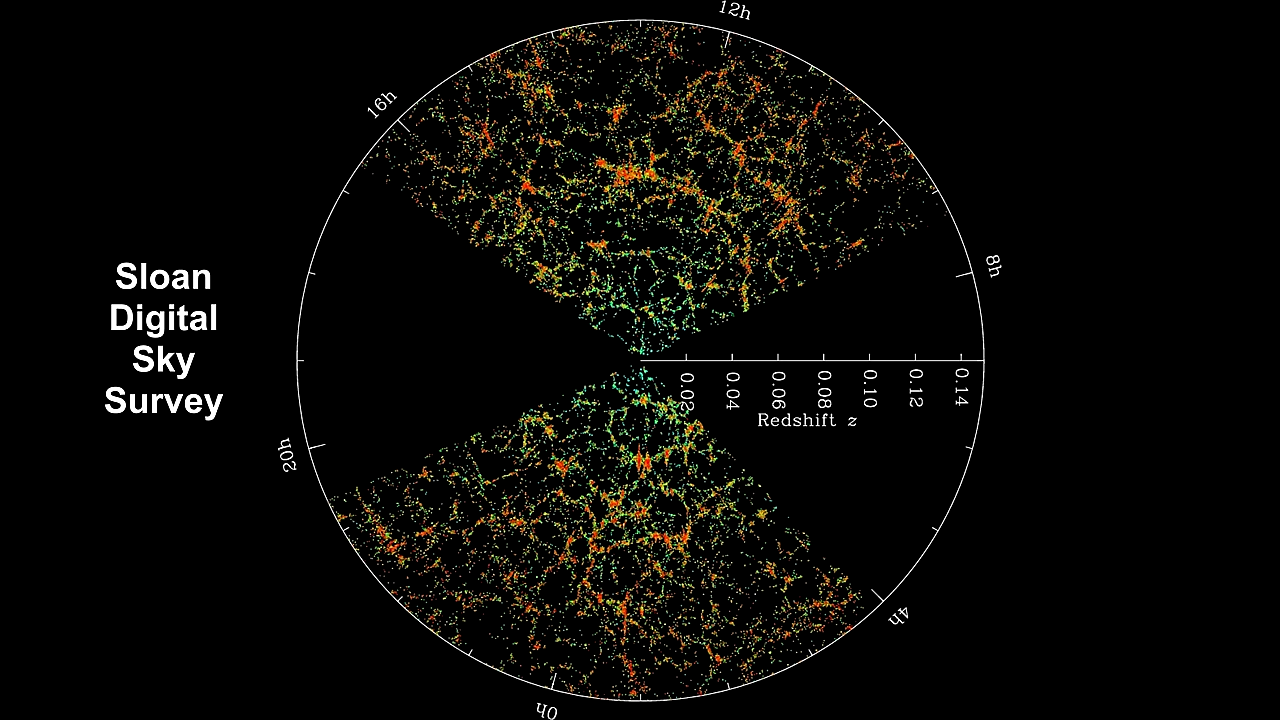 12h
16h
8h
Sloan
Digital
Sky
Survey
0.02
0.04
0.06
0.08
0.10
0.12
0.14
Redshift z
20h
4h
0h